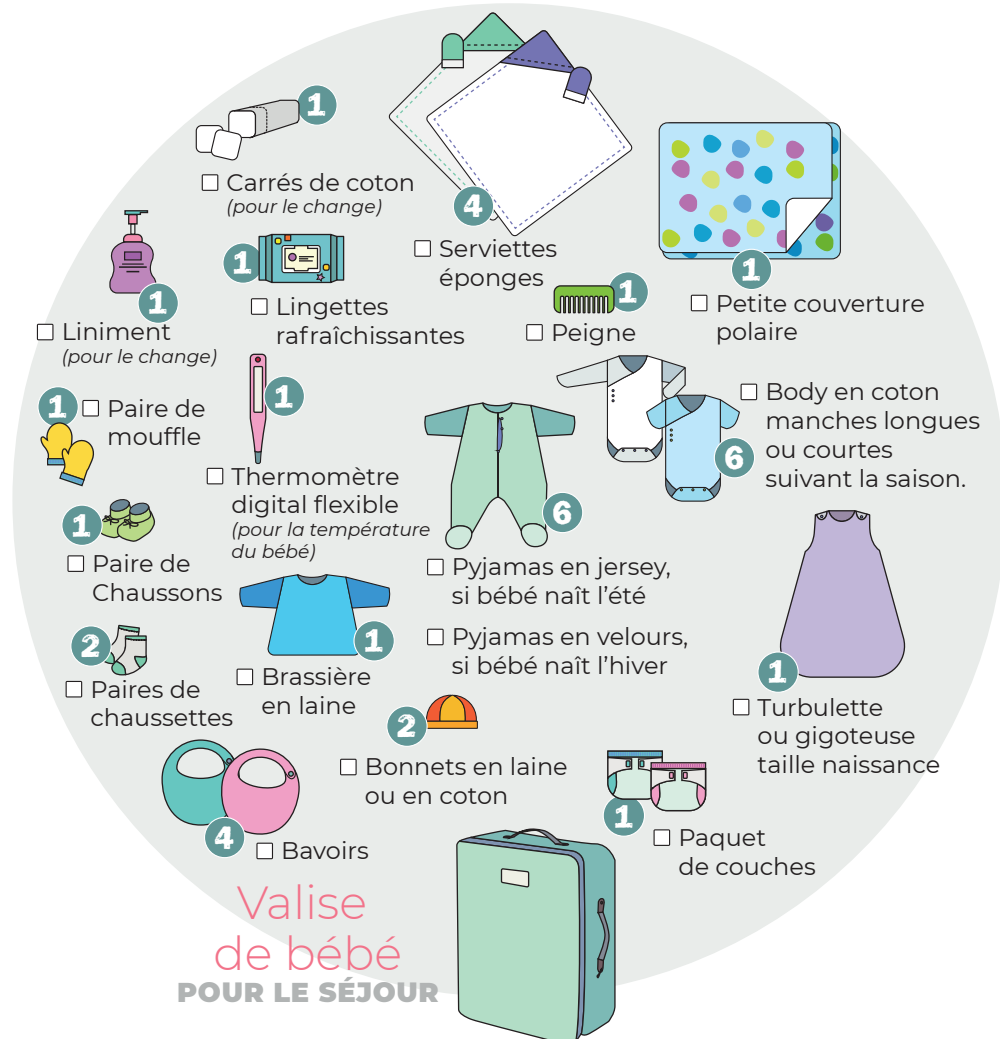 1
☐ Carrés de coton
(pour le change)
4
☐ Serviettes
éponges
1
☐ Petite couverture
polaire
1
☐ Liniment
(pour le change)
1
☐ Lingettes
rafraîchissantes
1
☐ Peigne
1
☐ Paire de
mouffle
1
☐ Thermomètre
digital flexible
(pour la température
du bébé)
6
☐ Body en coton
manches longues
ou courtes
suivant la saison.
1
☐ Paire de
Chaussons
6
☐ Pyjamas en jersey,
si bébé naît l’été
☐ Pyjamas en velours,
si bébé naît l’hiver
2
☐ Paires de
chaussettes
1
☐ Brassière
en laine
1
☐ Turbulette
ou gigoteuse
taille naissance
2
☐ Bonnets en laine
ou en coton
4
☐ Bavoirs
1
☐ Paquet
de couches
Valise
de bébé
POUR LE SÉJOUR